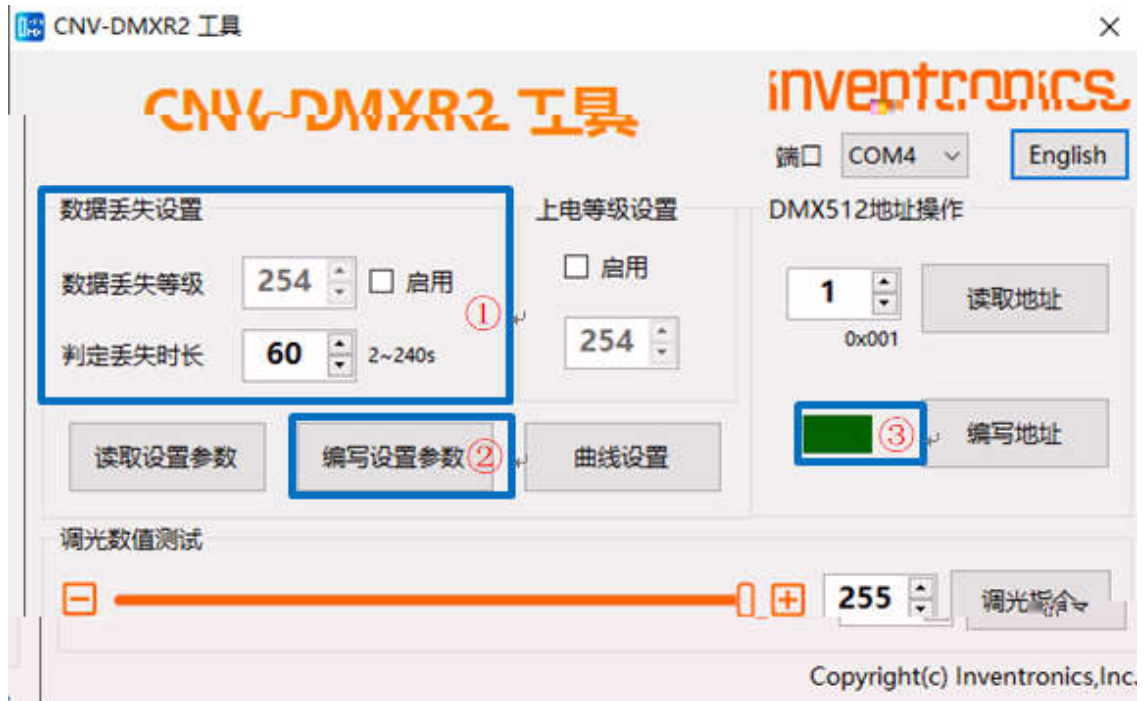 CNV-DMXR2 工具
CNV-DMXR2 工具
inventronics
端口 COM4 English
数据丢失设置
数据丢失等级 254 启用
①
判定丢失时长 60 2~240s
上电等级设置
启用
254
DMX512地址操作
1 读取地址
0x001
③ 编写地址
读取设置参数 编写设置参数② 曲线设置
调光数值测试
255 调光指令
Copyright(c) Inventronics,Inc.